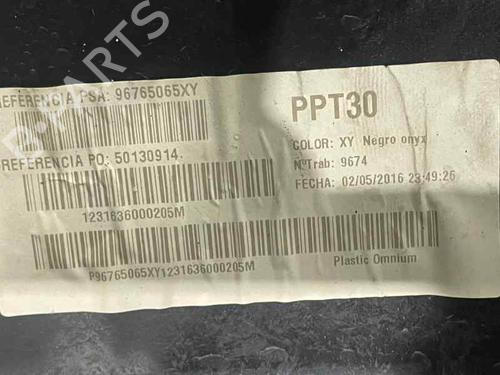 REFERENCIA PSA: 96765065XY
REFERENCIA PO: 50130914
1231636000205M
P96765065XY1231636000205M
PPT30
COLOR: XY Negro onyx
NºTrab: 9674
FECHA: 02/05/2016 23:49:26
Plastic Omnium
B-PARTS